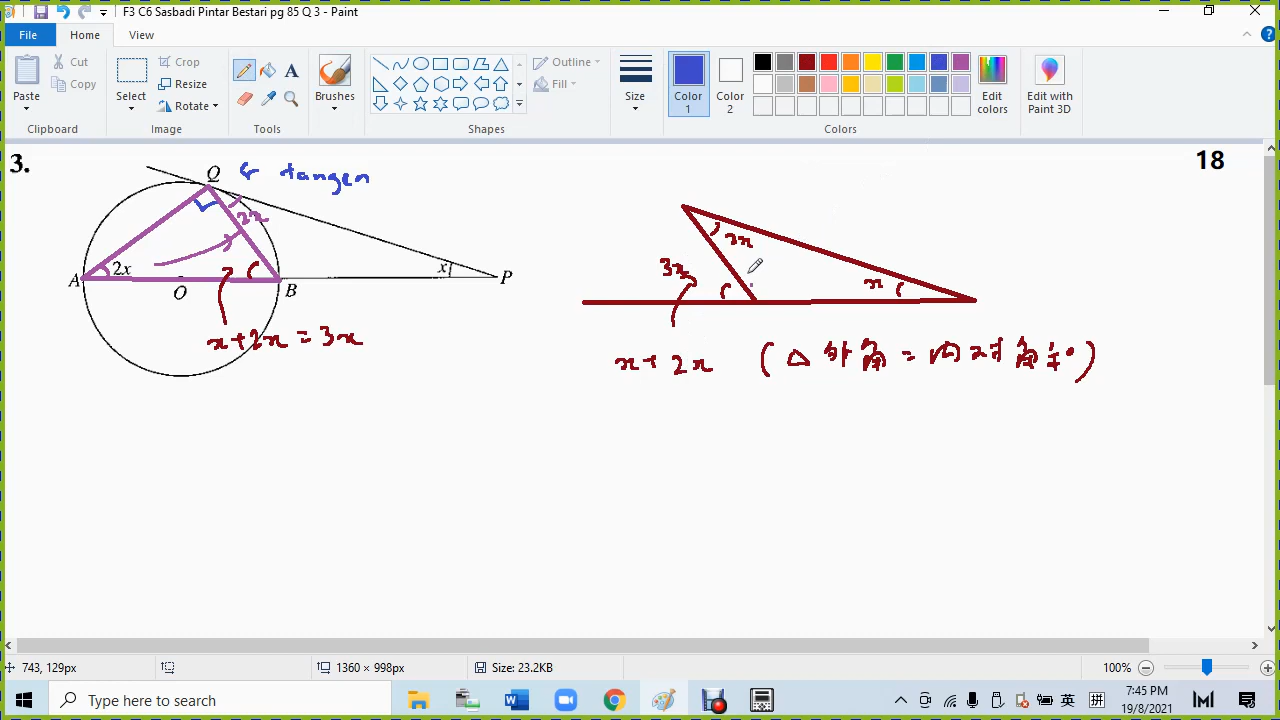 F3 C6 Sasbadi Pintar Bestari pg 85 Q 3 - Paint
File Home View
Cut
Copy
Paste
Clipboard
Select
Crop
Resize
Rotate
Image
Tools
Brushes
Outline
Fill
Shapes
Size
Color 1
Color 2
Colors
Edit colors
Edit with Paint 3D
3.
18
Q tangen
2x
A 2x
O
B
x
P
x+2x = 3x
2x
3x
x
x+2x (△外角=内对角和)
743, 129px
1360 × 998px
Size: 23.2KB
100%
Type here to search
英
拼
7:45 PM
19/8/2021